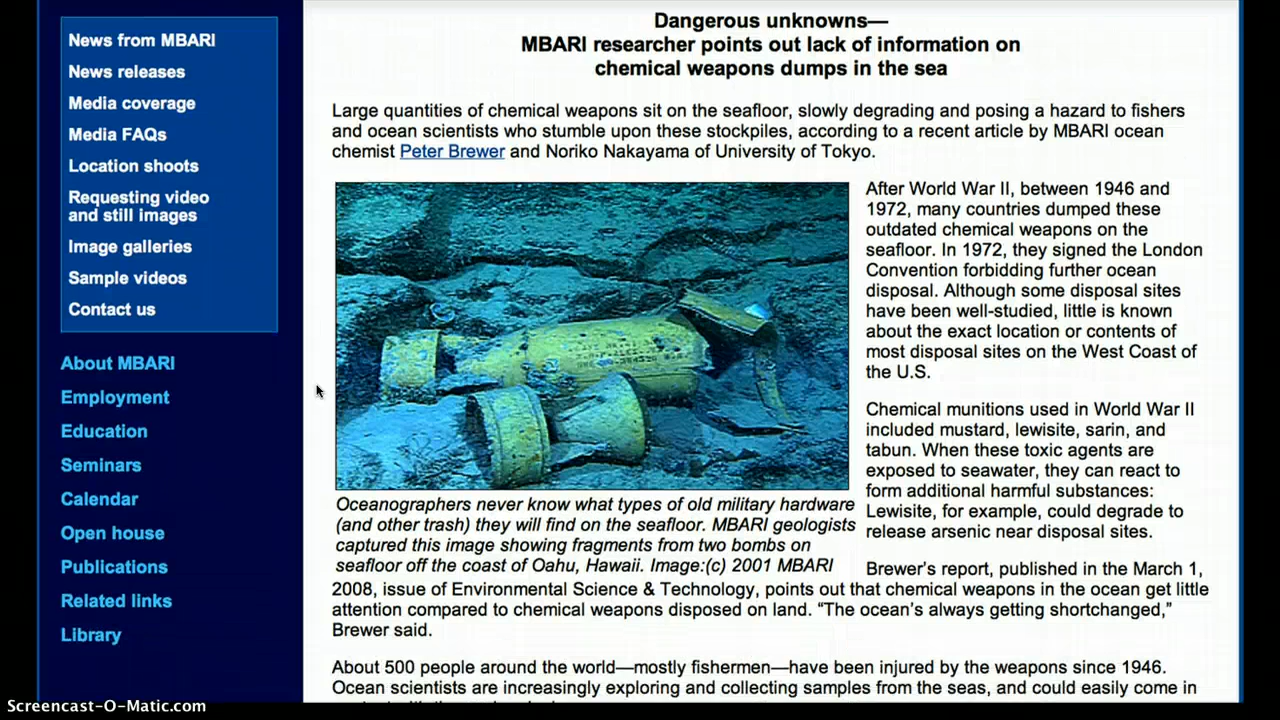 News from MBARI
News releases
Media coverage
Media FAQs
Location shoots
Requesting video
and still images
Image galleries
Sample videos
Contact us
About MBARI
Employment
Education
Seminars
Calendar
Open house
Publications
Related links
Library
Dangerous unknowns—
MBARI researcher points out lack of information on
chemical weapons dumps in the sea
Large quantities of chemical weapons sit on the seafloor, slowly degrading and posing a hazard to fishers
and ocean scientists who stumble upon these stockpiles, according to a recent article by MBARI ocean
chemist Peter Brewer and Noriko Nakayama of University of Tokyo.
After World War II, between 1946 and
1972, many countries dumped these
outdated chemical weapons on the
seafloor. In 1972, they signed the London
Convention forbidding further ocean
disposal. Although some disposal sites
have been well-studied, little is known
about the exact location or contents of
most disposal sites on the West Coast of
the U.S.
Chemical munitions used in World War II
included mustard, lewisite, sarin, and
tabun. When these toxic agents are
exposed to seawater, they can react to
form additional harmful substances:
Lewisite, for example, could degrade to
release arsenic near disposal sites.
Oceanographers never know what types of old military hardware
(and other trash) they will find on the seafloor. MBARI geologists
captured this image showing fragments from two bombs on
seafloor off the coast of Oahu, Hawaii. Image:(c) 2001 MBARI
Brewer's report, published in the March 1,
2008, issue of Environmental Science & Technology, points out that chemical weapons in the ocean get little
attention compared to chemical weapons disposed on land. “The ocean's always getting shortchanged,”
Brewer said.
About 500 people around the world—mostly fishermen—have been injured by the weapons since 1946.
Ocean scientists are increasingly exploring and collecting samples from the seas, and could easily come in
Screencast-O-Matic.com